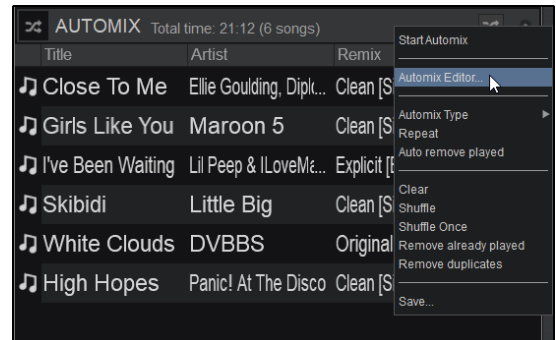 AUTOMIX Total time: 21:12 (6 songs)
Title Artist Remix
Close To Me Ellie Goulding, Dipl... Clean [S
Girls Like You Maroon 5 Clean [S
I've Been Waiting Lil Peep & ILoveMa... Explicit [E
Skibidi Little Big Clean [S
White Clouds DVBBS Original
High Hopes Panic! At The Disco Clean [S
Start Automix
Automix Editor...
Automix Type
Repeat
Auto remove played
Clear
Shuffle
Shuffle Once
Remove already played
Remove duplicates
Save...